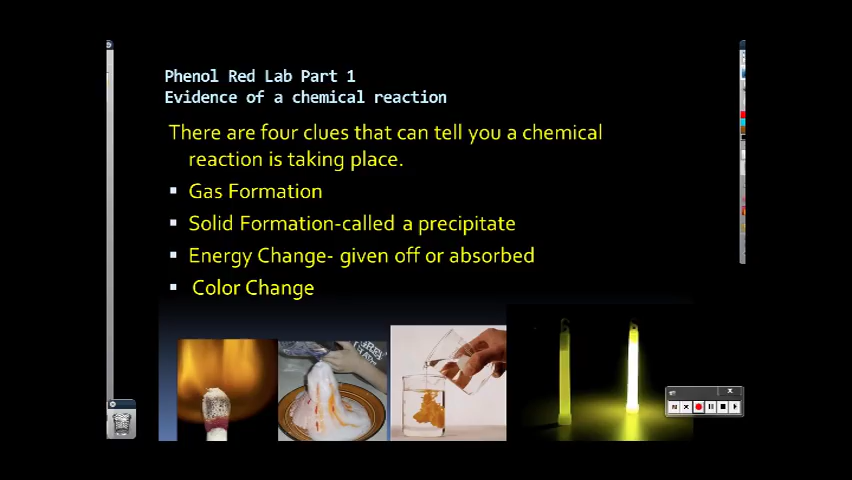 Phenol Red Lab Part 1
Evidence of a chemical reaction
There are four clues that can tell you a chemical
reaction is taking place.
Gas Formation
Solid Formation-called a precipitate
Energy Change- given off or absorbed
Color Change